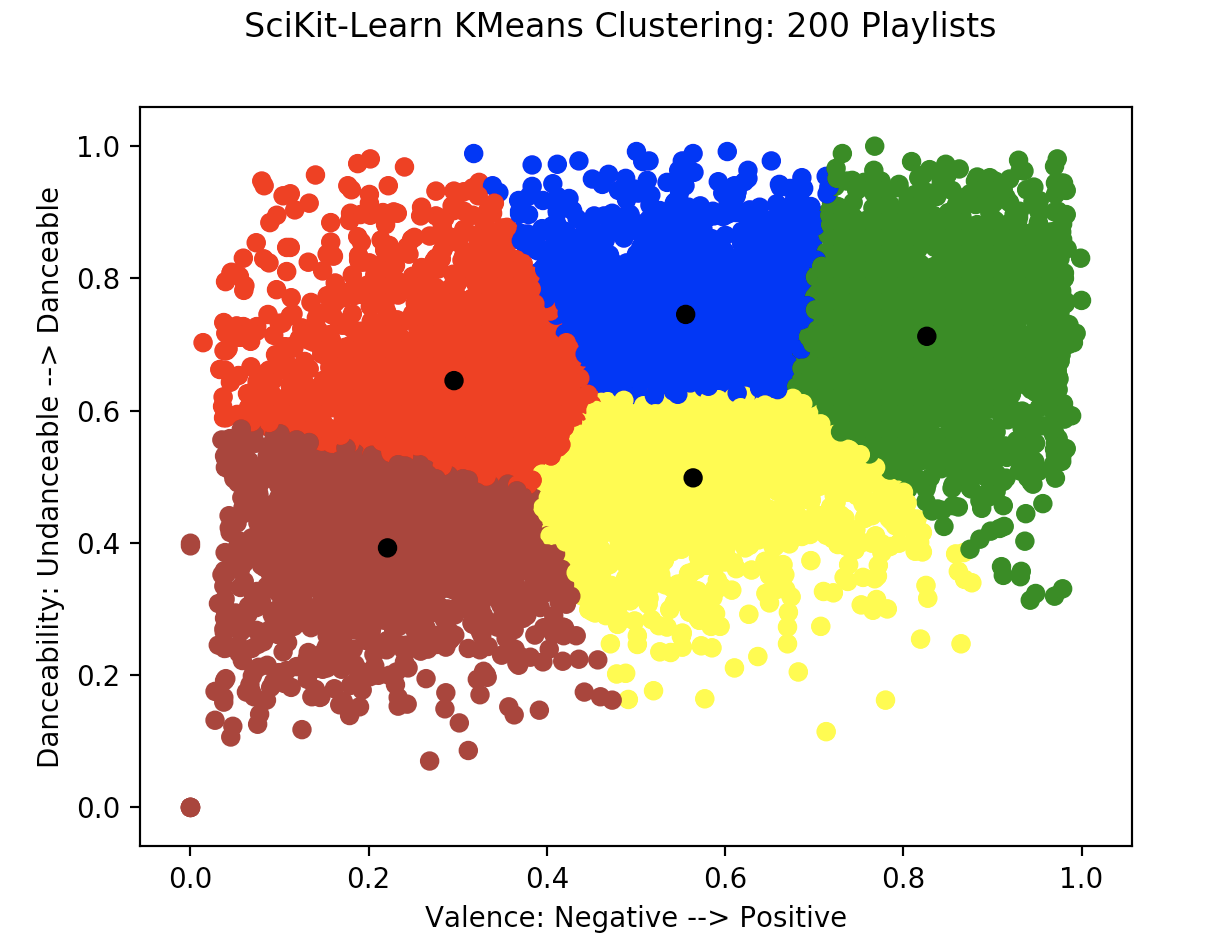 SciKit-Learn KMeans Clustering: 200 Playlists
Danceability: Undanceable --> Danceable
1.0
0.8
0.6
0.4
0.2
0.0
0.0 0.2 0.4 0.6 0.8 1.0
Valence: Negative --> Positive